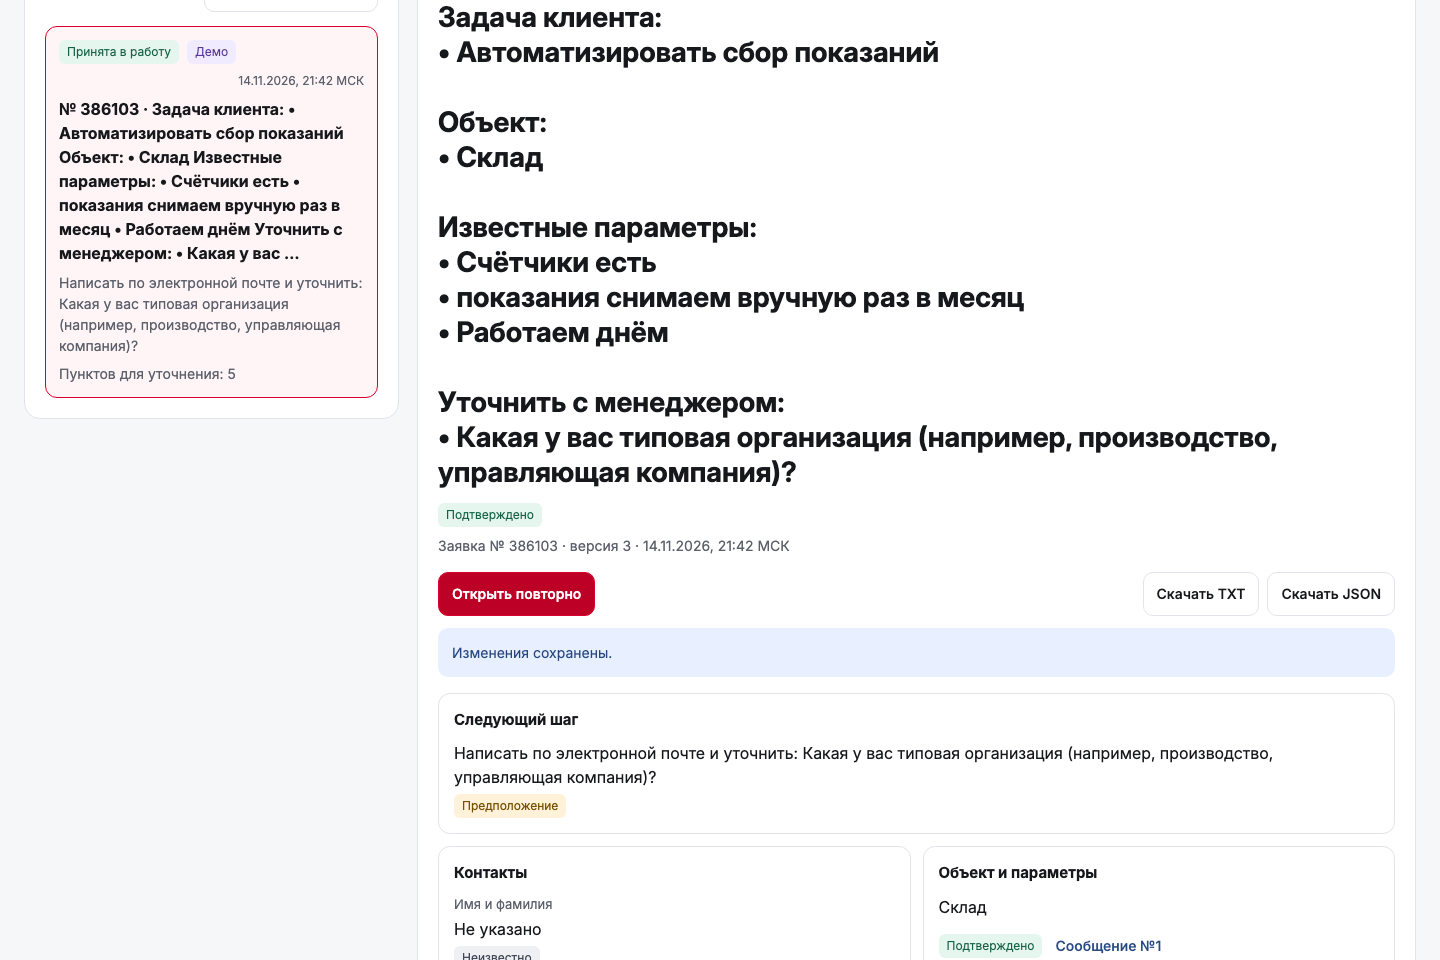 Принята в работу
Демо
14.11.2026, 21:42 МСК
№ 386103 · Задача клиента: •
Автоматизировать сбор показаний
Объект: • Склад Известные
параметры: • Счётчики есть •
показания снимаем вручную раз в
месяц • Работаем днём Уточнить с
менеджером: • Какая у вас ...
Написать по электронной почте и уточнить:
Какая у вас типовая организация
(например, производство, управляющая
компания)?
Пунктов для уточнения: 5
Задача клиента:
• Автоматизировать сбор показаний
Объект:
• Склад
Известные параметры:
• Счётчики есть
• показания снимаем вручную раз в месяц
• Работаем днём
Уточнить с менеджером:
• Какая у вас типовая организация (например, производство,
управляющая компания)?
Подтверждено
Заявка № 386103 · версия 3 · 14.11.2026, 21:42 МСК
Открыть повторно
Скачать TXT
Скачать JSON
Изменения сохранены.
Следующий шаг
Написать по электронной почте и уточнить: Какая у вас типовая организация (например, производство,
управляющая компания)?
Предположение
Контакты
Имя и фамилия
Не указано
Неизвестно
Объект и параметры
Склад
Подтверждено
Сообщение №1